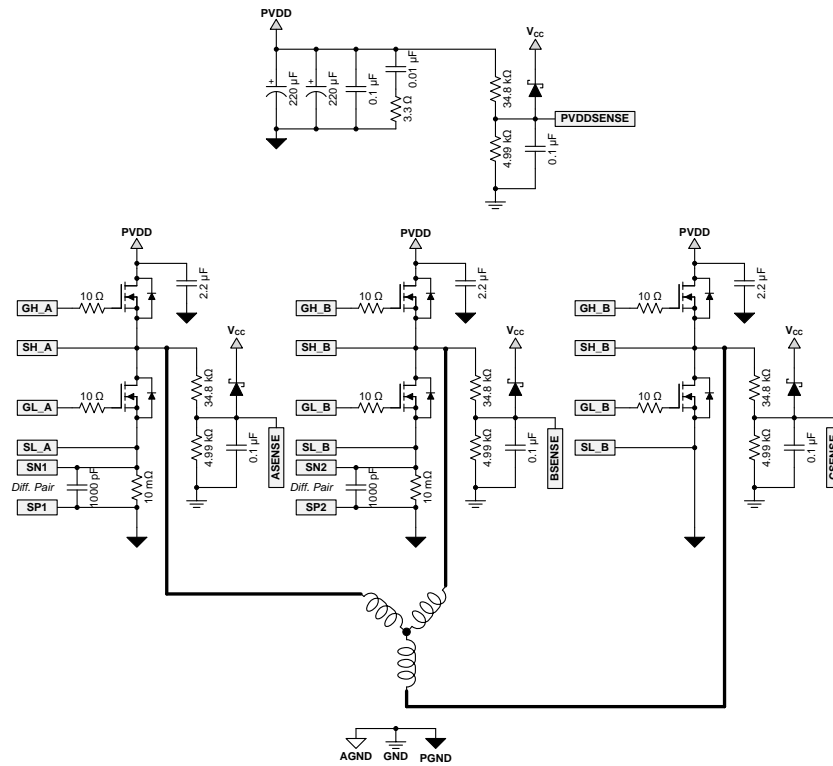 PVDD
220 µF
220 µF
0.1 µF
0.01 µF
3.3 Ω
34.8 kΩ
4.99 kΩ
VCC
PVDDSENSE
0.1 µF
PVDD
GH_A
10 Ω
2.2 µF
SH_A
VCC
34.8 kΩ
GL_A
10 Ω
SL_A
4.99 kΩ
0.1 µF
ASENSE
SN1
Diff. Pair
1000 pF
10 mΩ
SP1
PVDD
GH_B
10 Ω
2.2 µF
SH_B
VCC
34.8 kΩ
GL_B
10 Ω
SL_B
4.99 kΩ
0.1 µF
BSENSE
SN2
Diff. Pair
1000 pF
10 mΩ
SP2
PVDD
GH_B
10 Ω
2.2 µF
SH_B
VCC
34.8 kΩ
GL_B
10 Ω
SL_B
4.99 kΩ
0.1 µF
CSENSE
+
+
AGND
GND
PGND